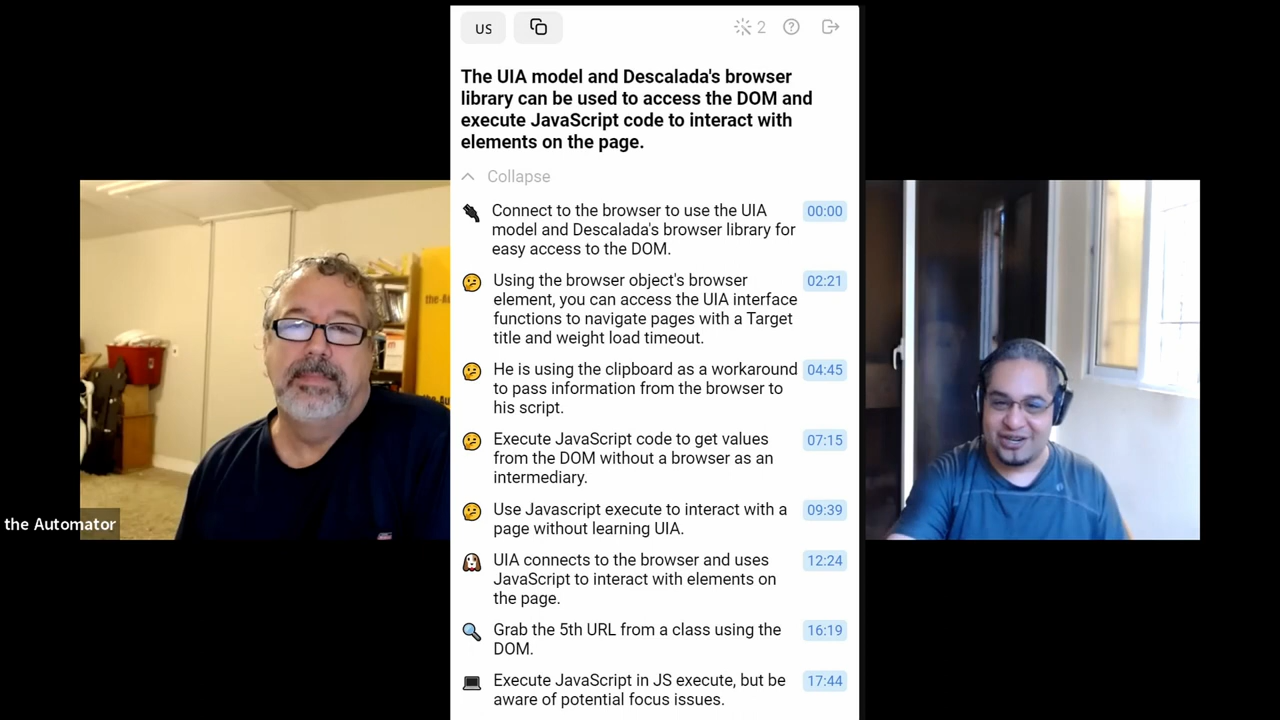 US
2
The UIA model and Descalada's browser
library can be used to access the DOM and
execute JavaScript code to interact with
elements on the page.
Collapse
Connect to the browser to use the UIA 00:00
model and Descalada's browser library for
easy access to the DOM.
Using the browser object's browser 02:21
element, you can access the UIA interface
functions to navigate pages with a Target
title and weight load timeout.
He is using the clipboard as a workaround 04:45
to pass information from the browser to
his script.
Execute JavaScript code to get values 07:15
from the DOM without a browser as an
intermediary.
Use Javascript execute to interact with a 09:39
page without learning UIA.
UIA connects to the browser and uses 12:24
JavaScript to interact with elements on
the page.
Grab the 5th URL from a class using the 16:19
DOM.
Execute JavaScript in JS execute, but be 17:44
aware of potential focus issues.
the Automator